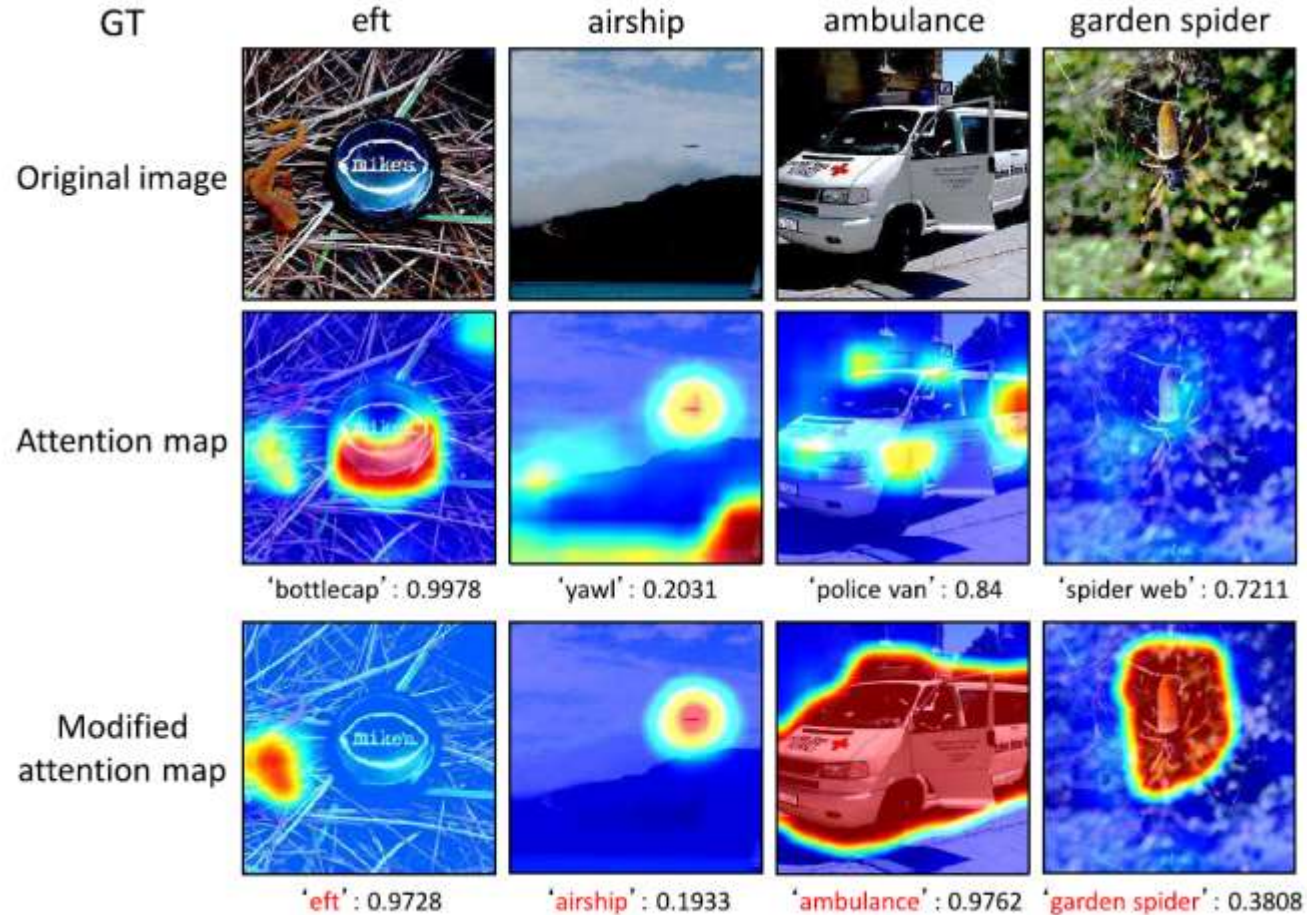 GT eft airship ambulance garden spider
Original image
mike's
Attention map
'bottlecap' : 0.9978 'yawl' : 0.2031 'police van' : 0.84 'spider web' : 0.7211
Modified
attention map
mike's
'eft' : 0.9728 'airship' : 0.1933 'ambulance' : 0.9762 'garden spider' : 0.3808